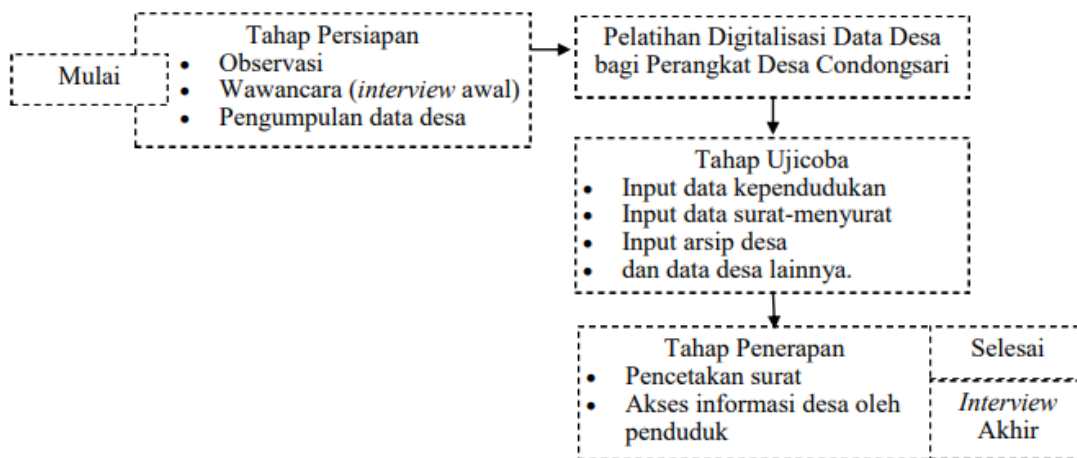 Mulai
Tahap Persiapan
• Observasi
• Wawancara (interview awal)
• Pengumpulan data desa
Pelatihan Digitalisasi Data Desa
bagi Perangkat Desa Condongsari
Tahap Ujicoba
• Input data kependudukan
• Input data surat-menyurat
• Input arsip desa
• dan data desa lainnya.
Tahap Penerapan
• Pencetakan surat
• Akses informasi desa oleh
penduduk
Selesai
Interview
Akhir